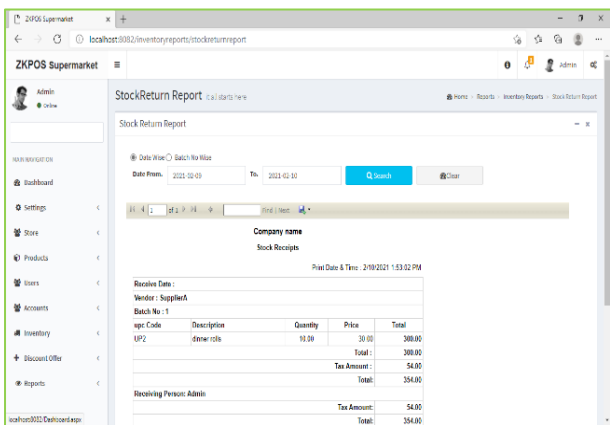 ZKPOS Supermarket
localhost:8082/inventoryreports/stockreturnreport
ZKPOS Supermarket
0
Admin
Admin
Online
StockReturn Report it all starts here
Home > Reports > Inventory Reports > Stock Return Report
Stock Return Report
MAIN NAVIGATION
Dashboard
Settings
Store
Products
Users
Accounts
Inventory
Discount Offer
Reports
Date Wise Batch No Wise
Date From. 2021-02-09 To. 2021-02-10 Search Clear
1 of 1 Find | Next
Company name
Stock Receipts
Print Date & Time : 2/10/2021 1:53:02 PM
Receive Date :
Vendor : SupplierA
Batch No : 1
upc Code Description Quantity Price Total
UP2 dinner rolls 10.00 30.00 300.00
Total : 300.00
Tax Amount : 54.00
Total: 354.00
Receiving Person: Admin
Tax Amount: 54.00
Total: 354.00
localhost:8082/Dashboard.aspx